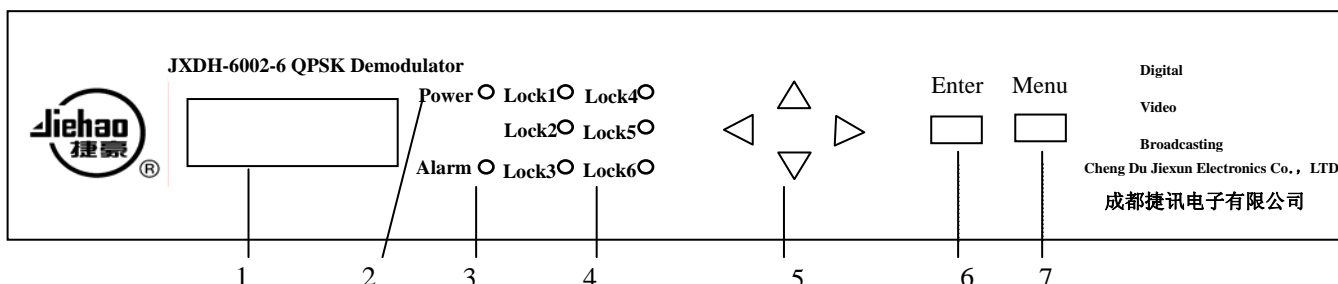 JXDH-6002-6 QPSK Demodulator
Jiehao
捷豪
®
Power Lock1 Lock4
Lock2 Lock5
Alarm Lock3 Lock6
Enter Menu
Digital
Video
Broadcasting
Cheng Du Jiexun Electronics Co., LTD
成都捷讯电子有限公司
1 2 3 4 5 6 7